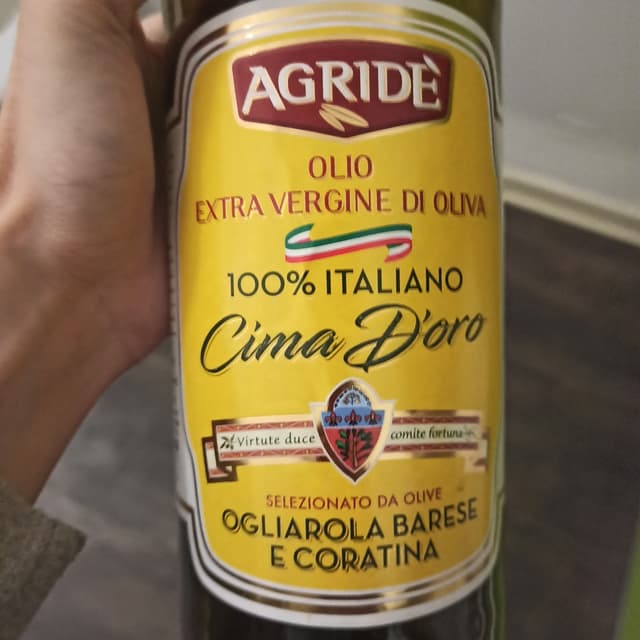 AGRIDÈ
OLIO
EXTRA VERGINE DI OLIVA
100% ITALIANO
Cima D'oro
Virtute duce comite fortuna
SELEZIONATO DA OLIVE
OGLIAROLA BARESE
E CORATINA